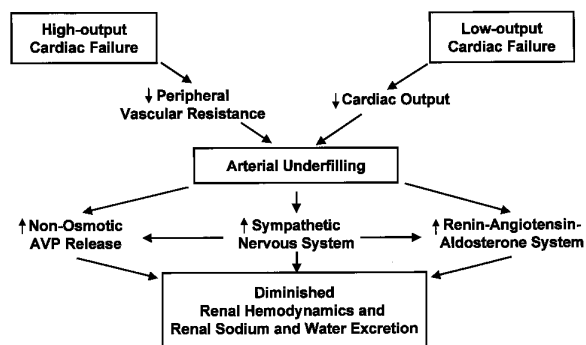 High-output
Cardiac Failure
Low-output
Cardiac Failure
↓ Peripheral
Vascular Resistance
↓ Cardiac Output
Arterial Underfilling
↑ Non-Osmotic
AVP Release
↑ Sympathetic
Nervous System
↑ Renin-Angiotensin-
Aldosterone System
Diminished
Renal Hemodynamics and
Renal Sodium and Water Excretion